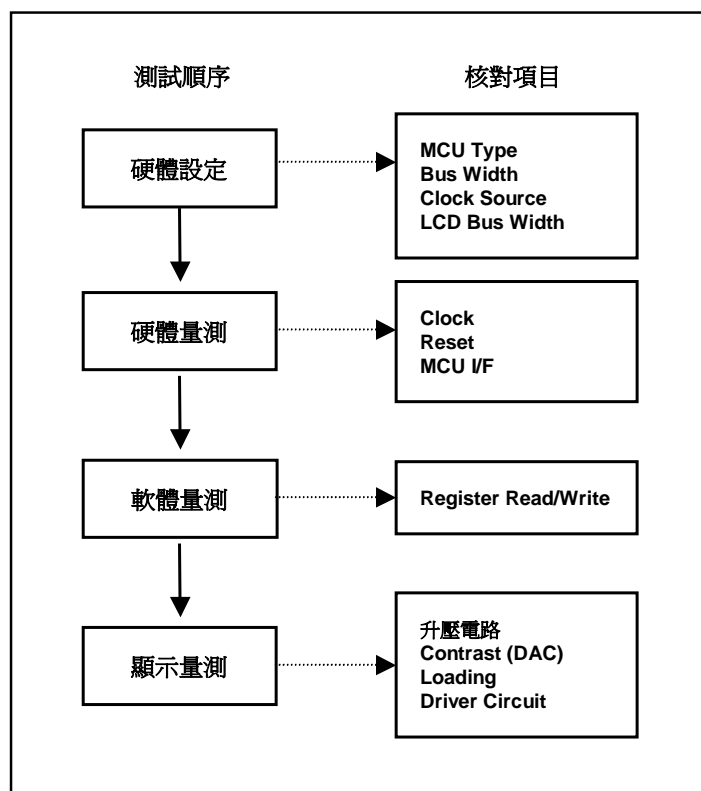 測試順序
核對項目
硬體設定
MCU Type
Bus Width
Clock Source
LCD Bus Width
硬體量測
Clock
Reset
MCU I/F
軟體量測
Register Read/Write
顯示量測
升壓電路
Contrast (DAC)
Loading
Driver Circuit